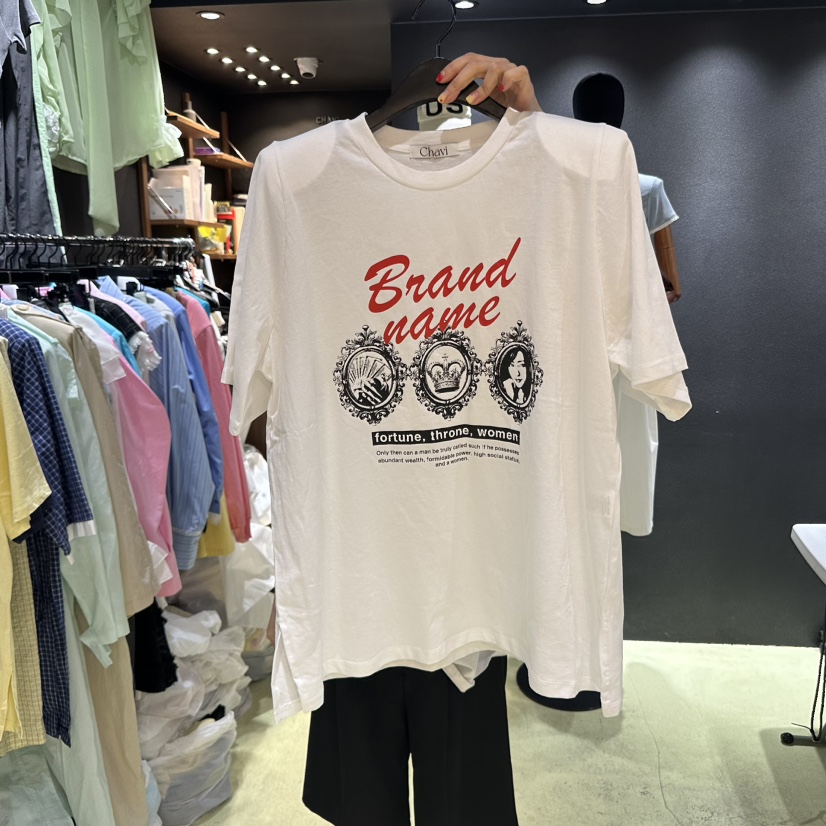 DS
Chavi
Brand
name
fortune, throne, women
Only then can a man be truly called such if he possesses
abundant wealth, formidable power, high social status,
and a women.